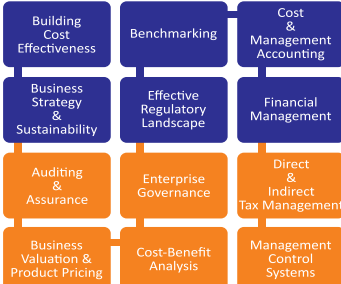 Building
Cost
Effectiveness
Benchmarking
Cost
&
Management
Accounting
Business
Strategy
&
Sustainability
Effective
Regulatory
Landscape
Financial
Management
Auditing
&
Assurance
Enterprise
Governance
Direct
&
Indirect
Tax Management
Business
Valuation &
Product Pricing
Cost-Benefit
Analysis
Management
Control
Systems